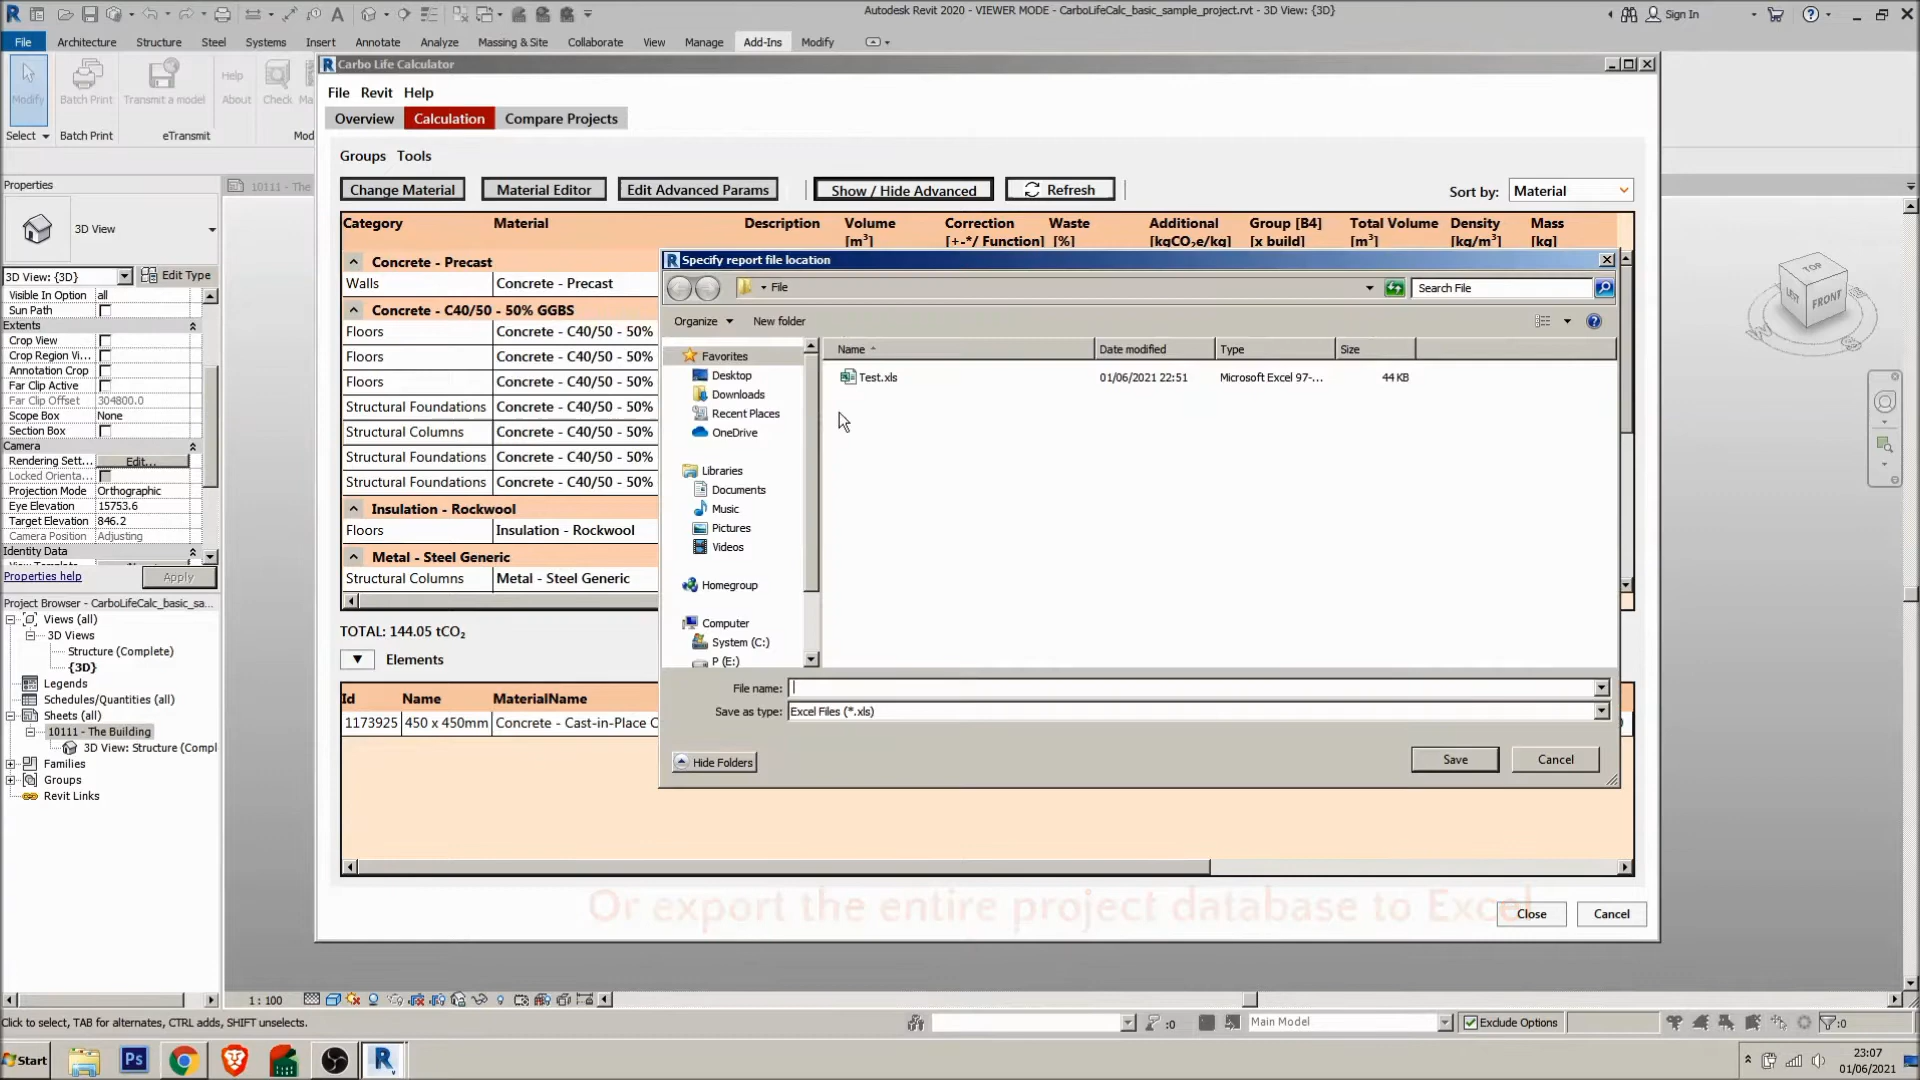 Autodesk Revit 2020 - VIEWER MODE - CarboLifeCalc_basic_sample_project.rvt - 3D View: {3D}
Sign In
File Architecture Structure Steel Systems Insert Annotate Analyze Massing & Site Collaborate View Manage Add-Ins Modify
Modify
Batch Print
Transmit a model
Help
About
Check
Select
Batch Print
eTransmit
Carbo Life Calculator
File Revit Help
Overview Calculation Compare Projects
Groups Tools
Change Material Material Editor Edit Advanced Params Show / Hide Advanced Refresh Sort by: Material
Category Material Description Volume [m³] Correction [+-*/ Function] Waste [%] Additional [kgCO₂e/kg] Group [B4] [x build] Total Volume [m³] Density [kg/m³] Mass [kg]
Concrete - Precast
Walls Concrete - Precast
Concrete - C40/50 - 50% GGBS
Floors Concrete - C40/50 - 50%
Floors Concrete - C40/50 - 50%
Floors Concrete - C40/50 - 50%
Structural Foundations Concrete - C40/50 - 50%
Structural Columns Concrete - C40/50 - 50%
Structural Foundations Concrete - C40/50 - 50%
Structural Foundations Concrete - C40/50 - 50%
Insulation - Rockwool
Floors Insulation - Rockwool
Metal - Steel Generic
Structural Columns Metal - Steel Generic
TOTAL: 144.05 tCO₂
Elements
Id Name MaterialName
1173925 450 x 450mm Concrete - Cast-in-Place C
Specify report file location
File
Search File
Organize New folder
Favorites
Desktop
Downloads
Recent Places
OneDrive
Libraries
Documents
Music
Pictures
Videos
Homegroup
Computer
System (C:)
P (E:)
Name Date modified Type Size
Test.xls 01/06/2021 22:51 Microsoft Excel 97-... 44 KB
File name:
Save as type: Excel Files (*.xls)
Hide Folders
Save Cancel
Or export the entire project database to Excel
Close Cancel
Properties
3D View
3D View: {3D} Edit Type
Visible In Option all
Sun Path
Extents
Crop View
Crop Region Vi...
Annotation Crop
Far Clip Active
Far Clip Offset 304800.0
Scope Box None
Section Box
Camera
Rendering Sett... Edit...
Locked Orienta...
Projection Mode Orthographic
Eye Elevation 15753.6
Target Elevation 846.2
Camera Position Adjusting
Identity Data
Properties help Apply
Project Browser - CarboLifeCalc_basic_sa...
Views (all)
3D Views
Structure (Complete)
{3D}
Legends
Schedules/Quantities (all)
Sheets (all)
10111 - The Building
3D View: Structure (Compl
Families
Groups
Revit Links
10111 - The
TOP
LEFT
FRONT
1 : 100
Click to select, TAB for alternates, CTRL adds, SHIFT unselects.
:0
Main Model
Exclude Options
:0
Start
Ps
23:07
01/06/2021